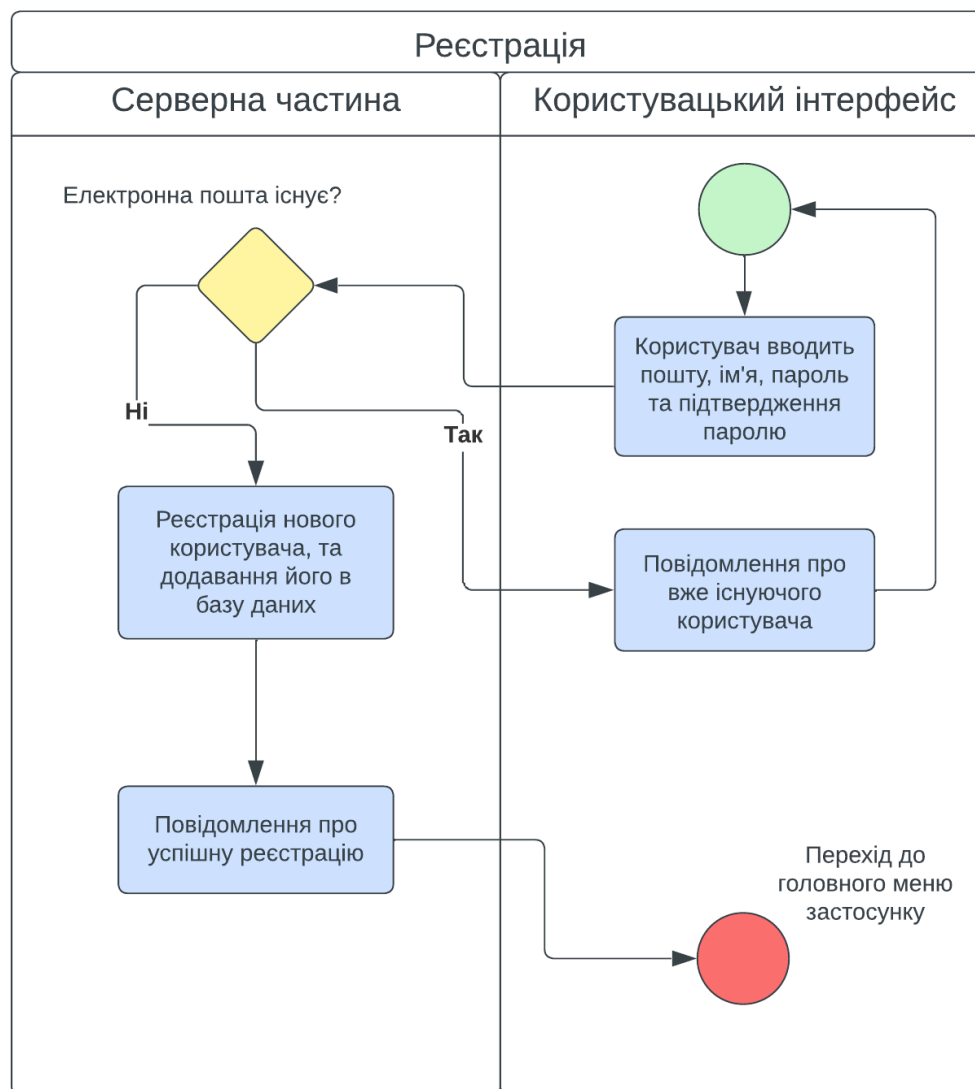 Реєстрація
Серверна частина
Користувацький інтерфейс
Електронна пошта існує?
Користувач вводить
пошту, ім'я, пароль
та підтвердження
паролю
Ні
Так
Реєстрація нового
користувача, та
додавання його в
базу даних
Повідомлення про
вже існуючого
користувача
Повідомлення про
успішну реєстрацію
Перехід до
головного меню
застосунку